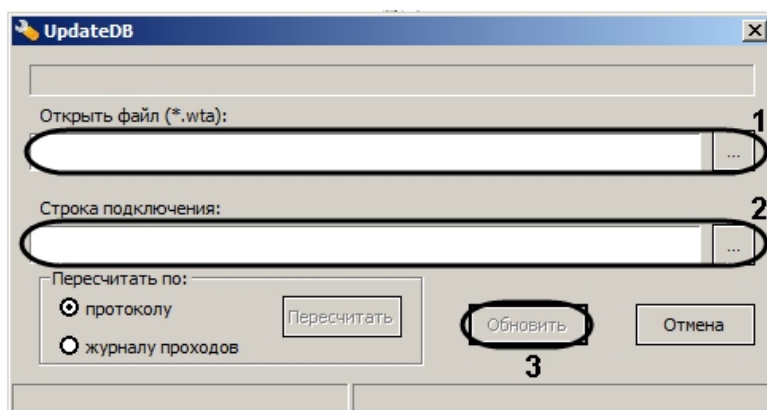 UpdateDB
Открыть файл (*.wta):
1
...
Строка подключения:
2
...
Пересчитать по:
протоколу
Пересчитать
Обновить
Отмена
журналу проходов
3